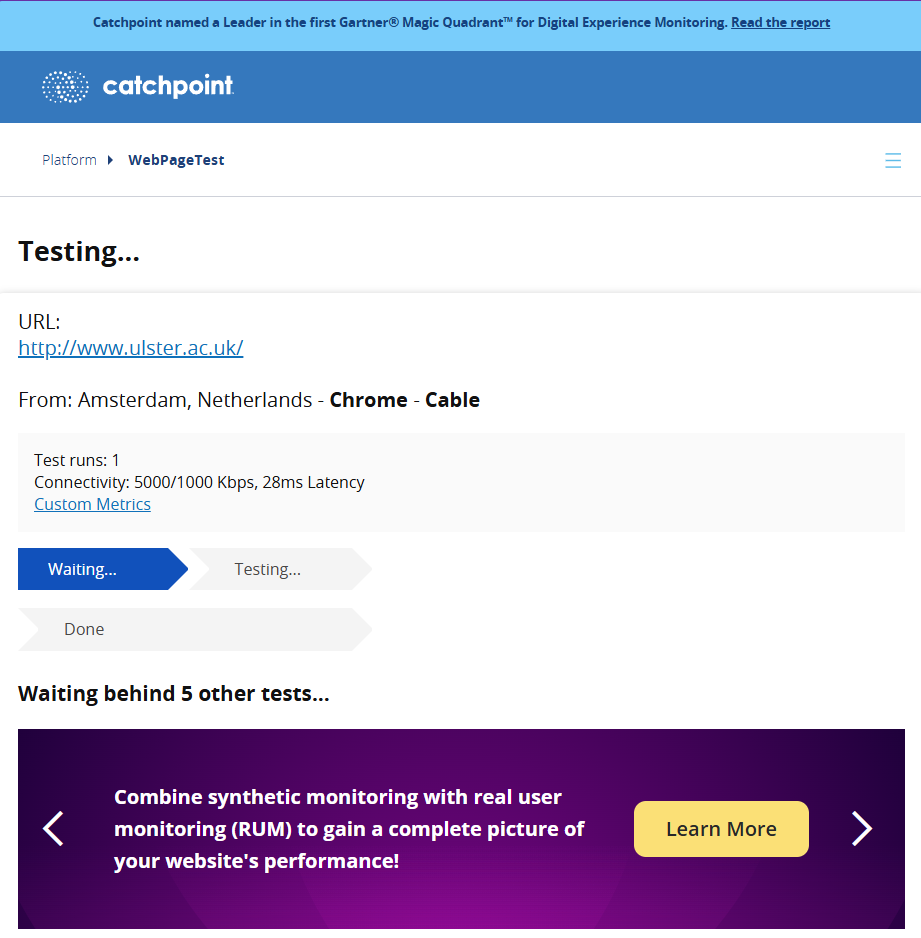 Catchpoint named a Leader in the first Gartner® Magic Quadrant™ for Digital Experience Monitoring. Read the report
catchpoint
Platform WebPageTest
Testing...
URL:
http://www.ulster.ac.uk/
From: Amsterdam, Netherlands - Chrome - Cable
Test runs: 1
Connectivity: 5000/1000 Kbps, 28ms Latency
Custom Metrics
Waiting... Testing...
Done
Waiting behind 5 other tests...
Combine synthetic monitoring with real user
monitoring (RUM) to gain a complete picture of
your website's performance!
Learn More